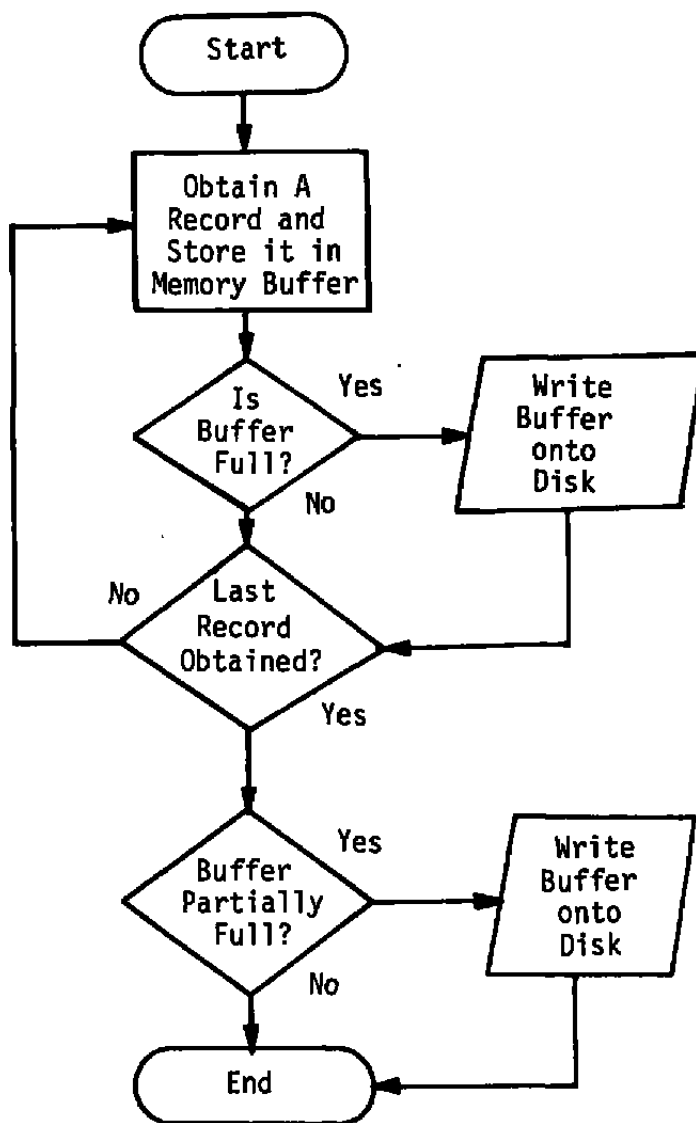 Start
Obtain A
Record and
Store it in
Memory Buffer
Is
Buffer
Full?
Yes
No
Write
Buffer
onto
Disk
Last
Record
Obtained?
No
Yes
Buffer
Partially
Full?
Yes
No
Write
Buffer
onto
Disk
End